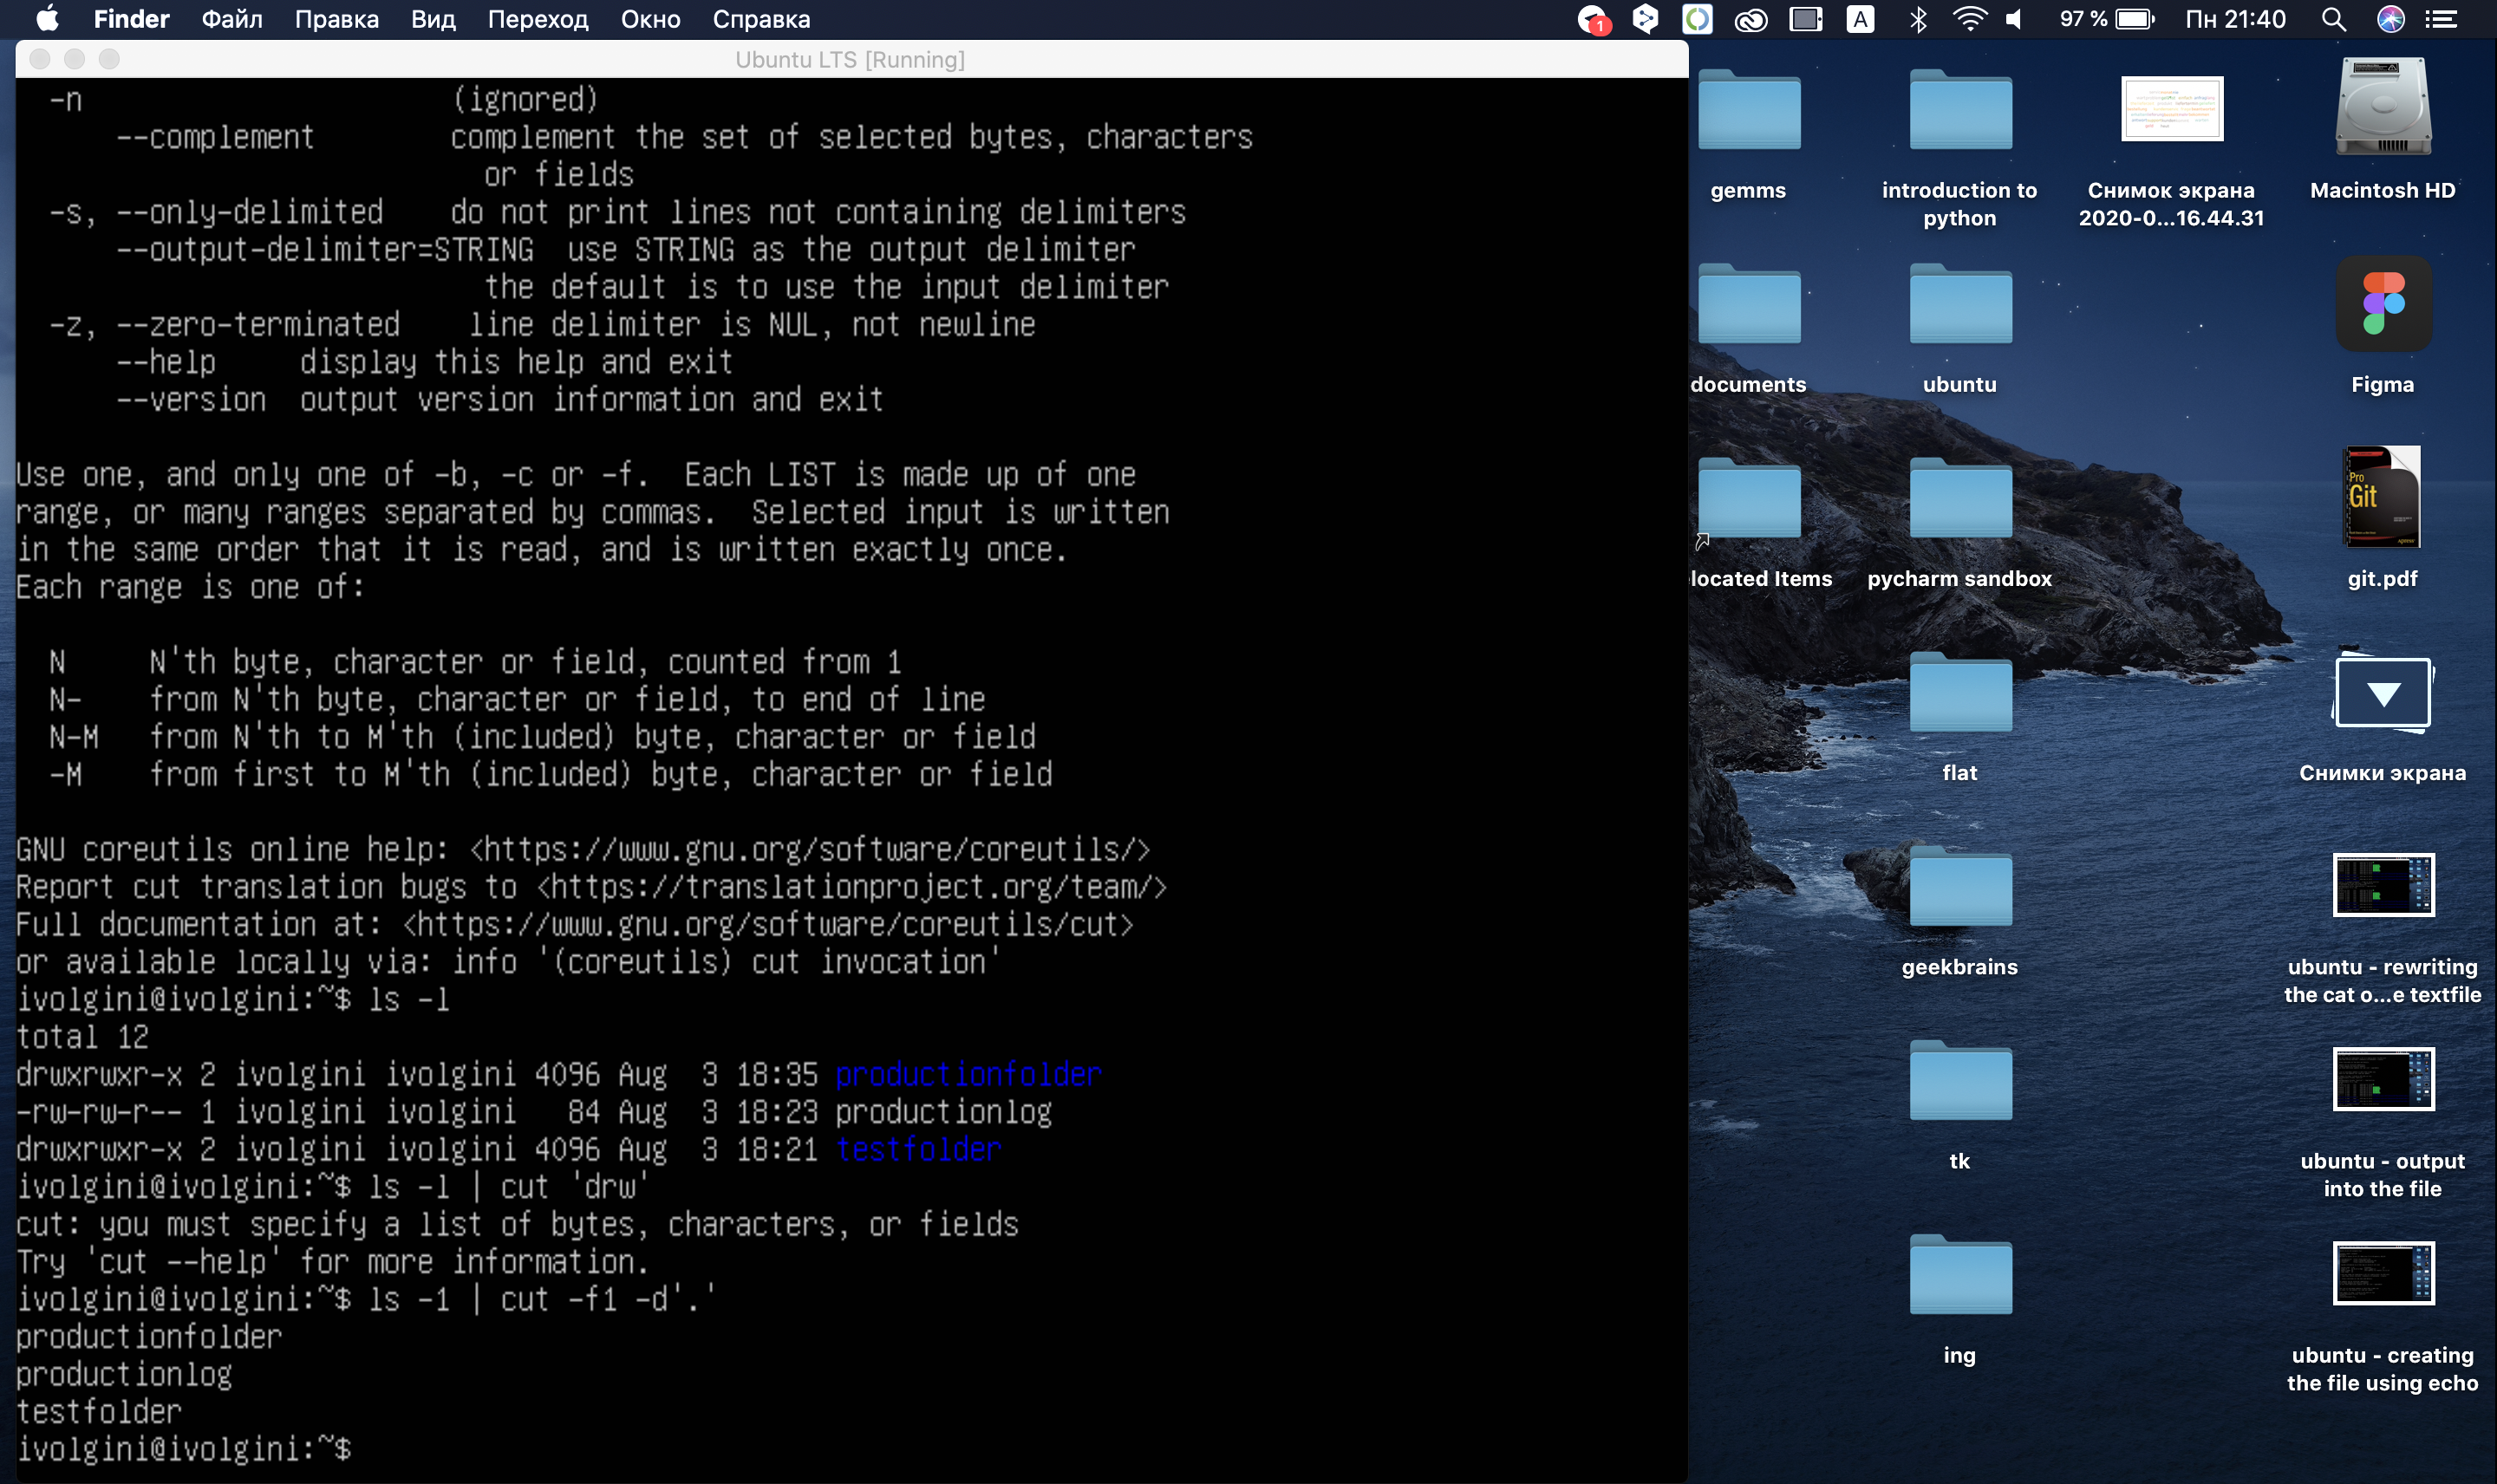 Finder Файл Правка Вид Переход Окно Справка 1 A 97 % Пн 21:40
Ubuntu LTS [Running]
-n (ignored)
--complement complement the set of selected bytes, characters
or fields
-s, --only-delimited do not print lines not containing delimiters
--output-delimiter=STRING use STRING as the output delimiter
the default is to use the input delimiter
-z, --zero-terminated line delimiter is NUL, not newline
--help display this help and exit
--version output version information and exit
Use one, and only one of -b, -c or -f. Each LIST is made up of one
range, or many ranges separated by commas. Selected input is written
in the same order that it is read, and is written exactly once.
Each range is one of:
N N'th byte, character or field, counted from 1
N- from N'th byte, character or field, to end of line
N-M from N'th to M'th (included) byte, character or field
-M from first to M'th (included) byte, character or field
GNU coreutils online help: <https://www.gnu.org/software/coreutils/>
Report cut translation bugs to <https://translationproject.org/team/>
Full documentation at: <https://www.gnu.org/software/coreutils/cut>
or available locally via: info '(coreutils) cut invocation'
ivolgini@ivolgini:~$ ls -l
total 12
drwxrwxr-x 2 ivolgini ivolgini 4096 Aug 3 18:35 productionfolder
-rw-rw-r-- 1 ivolgini ivolgini 84 Aug 3 18:23 productionlog
drwxrwxr-x 2 ivolgini ivolgini 4096 Aug 3 18:21 testfolder
ivolgini@ivolgini:~$ ls -l | cut 'drw'
cut: you must specify a list of bytes, characters, or fields
Try 'cut --help' for more information.
ivolgini@ivolgini:~$ ls -1 | cut -f1 -d'.'
productionfolder
productionlog
testfolder
ivolgini@ivolgini:~$
gemms
introduction to
python
Снимок экрана
2020-0...16.44.31
Macintosh HD
documents
ubuntu
Figma
located Items
pycharm sandbox
Pro
Git
git.pdf
flat
Снимки экрана
geekbrains
ubuntu - rewriting
the cat o...e textfile
tk
ubuntu - output
into the file
ing
ubuntu - creating
the file using echo